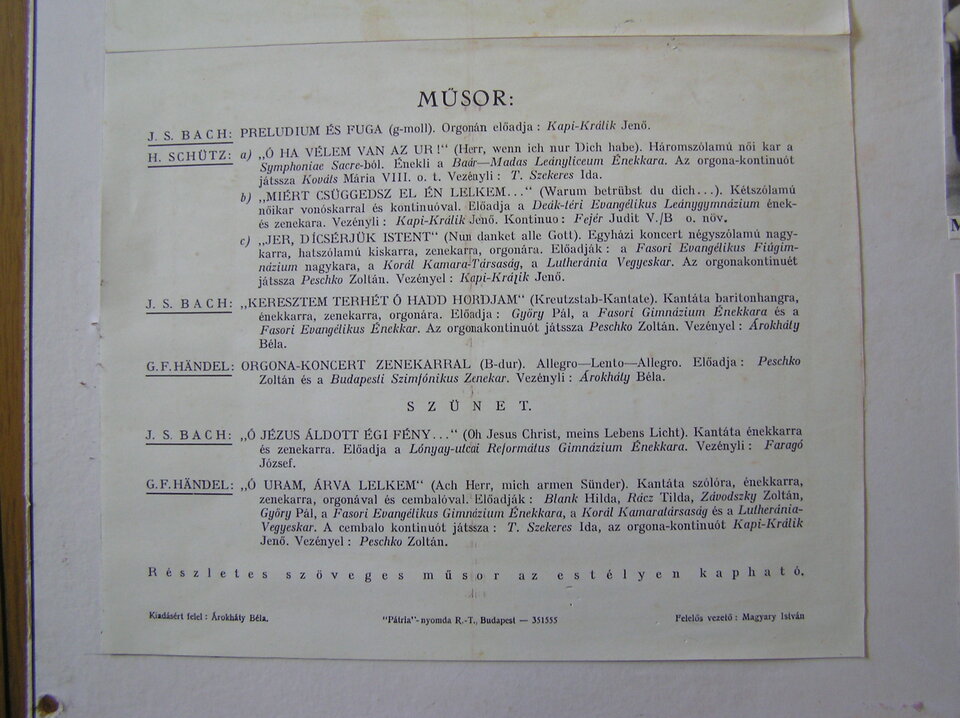 MŰSOR:
J. S. BACH: PRELUDIUM ÉS FUGA (g-moll). Orgonán előadja : Kapi-Králik Jenő.
H. SCHÜTZ: a) „Ó HA VÉLEM VAN AZ UR !“ (Herr, wenn ich nur Dich habe). Háromszólamú női kar a
Symphoniae Sacre-ból. Énekli a Baár—Madas Leányliceum Énekkara. Az orgona-kontinuót
játssza Kováts Mária VIII. o. t. Vezényli : T. Szekeres Ida.
b) „MIÉRT CSÜGGEDSZ EL ÉN LELKEM...“ (Warum betrübst du dich...). Kétszólamú
nőikar vonóskarral és kontinuóval. Előadja a Deák-téri Evangélikus Leánygymnázium ének-
és zenekara. Vezényli : Kapi-Králik Jenő. Kontinuo : Fejér Judit V./B o. növ.
c) „JER, DÍCSÉRJÜK ISTENT“ (Nun danket alle Gott). Egyházi koncert négyszólamú nagy-
karra, hatszólamú kiskarra, zenekarra, orgonára. Előadják : a Fasori Evangélikus Fiúgim-
názium nagykara, a Korál Kamara-Társaság, a Lutheránia Vegyeskar. Az orgonakontinuét
játssza Peschko Zoltán. Vezényel : Kapi-Králik Jenő.
J. S. BACH: „KERESZTEM TERHÉT Ó HADD HORDJAM“ (Kreutzstab-Kantate). Kantáta baritonhangra,
énekkarra, zenekarra, orgonára. Előadja : Győry Pál, a Fasori Gimnázium Énekkara és a
Fasori Evangélikus Énekkar. Az orgonakontinuót játssza Peschko Zoltán. Vezényel : Árokháty
Béla.
G.F. HÄNDEL: ORGONA-KONCERT ZENEKARRAL (B-dur). Allegro—Lento—Allegro. Előadja : Peschko
Zoltán és a Budapesti Szimfónikus Zenekar. Vezényli : Árokháty Béla.
SZÜNET.
J. S. BACH: „Ó JÉZUS ÁLDOTT ÉGI FÉNY...“ (Oh Jesus Christ, meins Lebens Licht). Kantáta énekkarra
és zenekarra. Előadja a Lónyay-utcai Református Gimnázium Énekkara. Vezényli : Faragó
József.
G.F. HÄNDEL: „Ó URAM, ÁRVA LELKEM“ (Ach Herr, mich armen Sünder). Kantáta szólóra, énekkarra,
zenekarra, orgonával és cembalóval. Előadják : Blank Hilda, Rácz Tilda, Závodszky Zoltán,
Győry Pál, a Fasori Evangélikus Gimnázium Énekkara, a Korál Kamaratársaság és a Lutheránia-
Vegyeskar. A cembalo kontinuót játssza : T. Szekeres Ida, az orgona-kontinuót Kapi-Králik
Jenő. Vezényel : Peschko Zoltán.
Részletes szöveges műsor az estélyen kapható.
Kiadásért felel : Árokháty Béla. "Pátria"-nyomda R.-T., Budapest — 351555 Felelős vezető : Magyary István